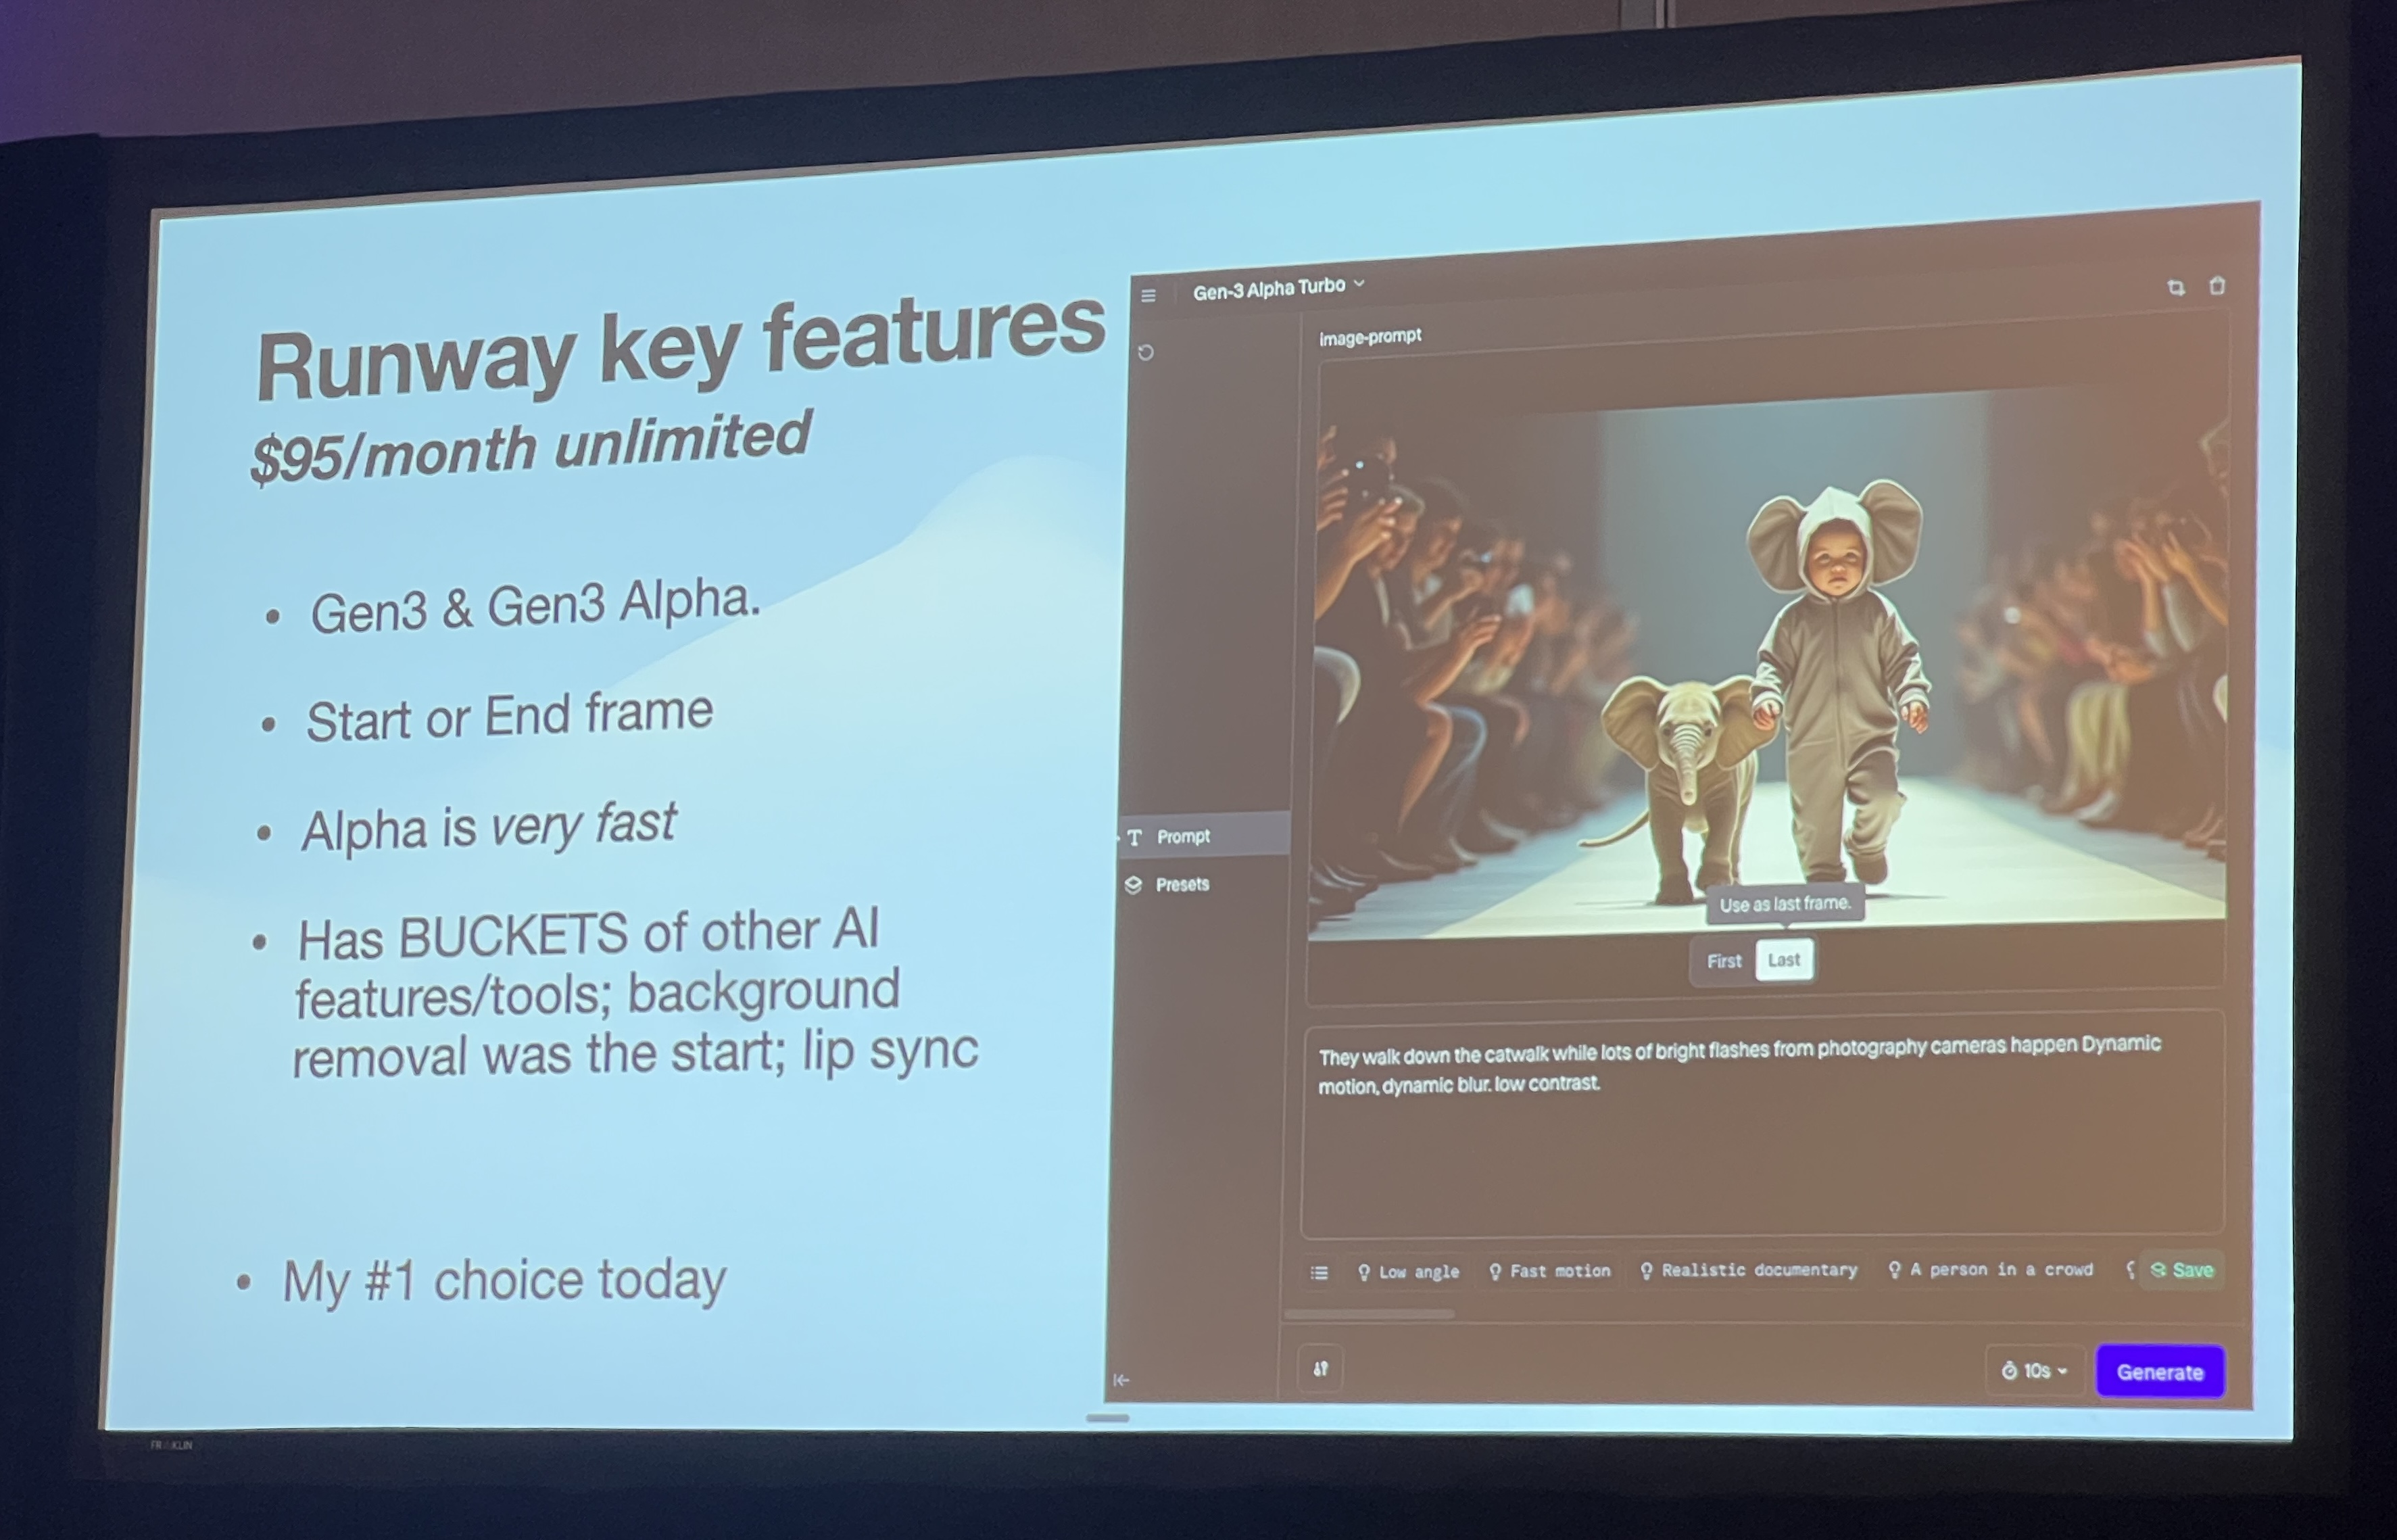 Runway key features
$95/month unlimited
• Gen3 & Gen3 Alpha.
• Start or End frame
• Alpha is very fast
• Has BUCKETS of other AI
features/tools; background
removal was the start; lip sync
• My #1 choice today
Gen-3 Alpha Turbo
image-prompt
Prompt
Presets
Use as last frame.
First Last
They walk down the catwalk while lots of bright flashes from photography cameras happen Dynamic
motion, dynamic blur. low contrast.
Low angle Fast motion Realistic documentary A person in a crowd Save
10s Generate